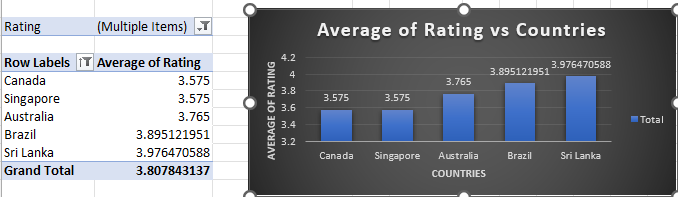 Rating (Multiple Items)
Row Labels Average of Rating
Canada 3.575
Singapore 3.575
Australia 3.765
Brazil 3.895121951
Sri Lanka 3.976470588
Grand Total 3.807843137
Average of Rating vs Countries
AVERAGE OF RATING
4.2
4
3.8
3.6
3.4
3.2
3.575
3.575
3.765
3.895121951
3.976470588
Canada Singapore Australia Brazil Sri Lanka
COUNTRIES
Total